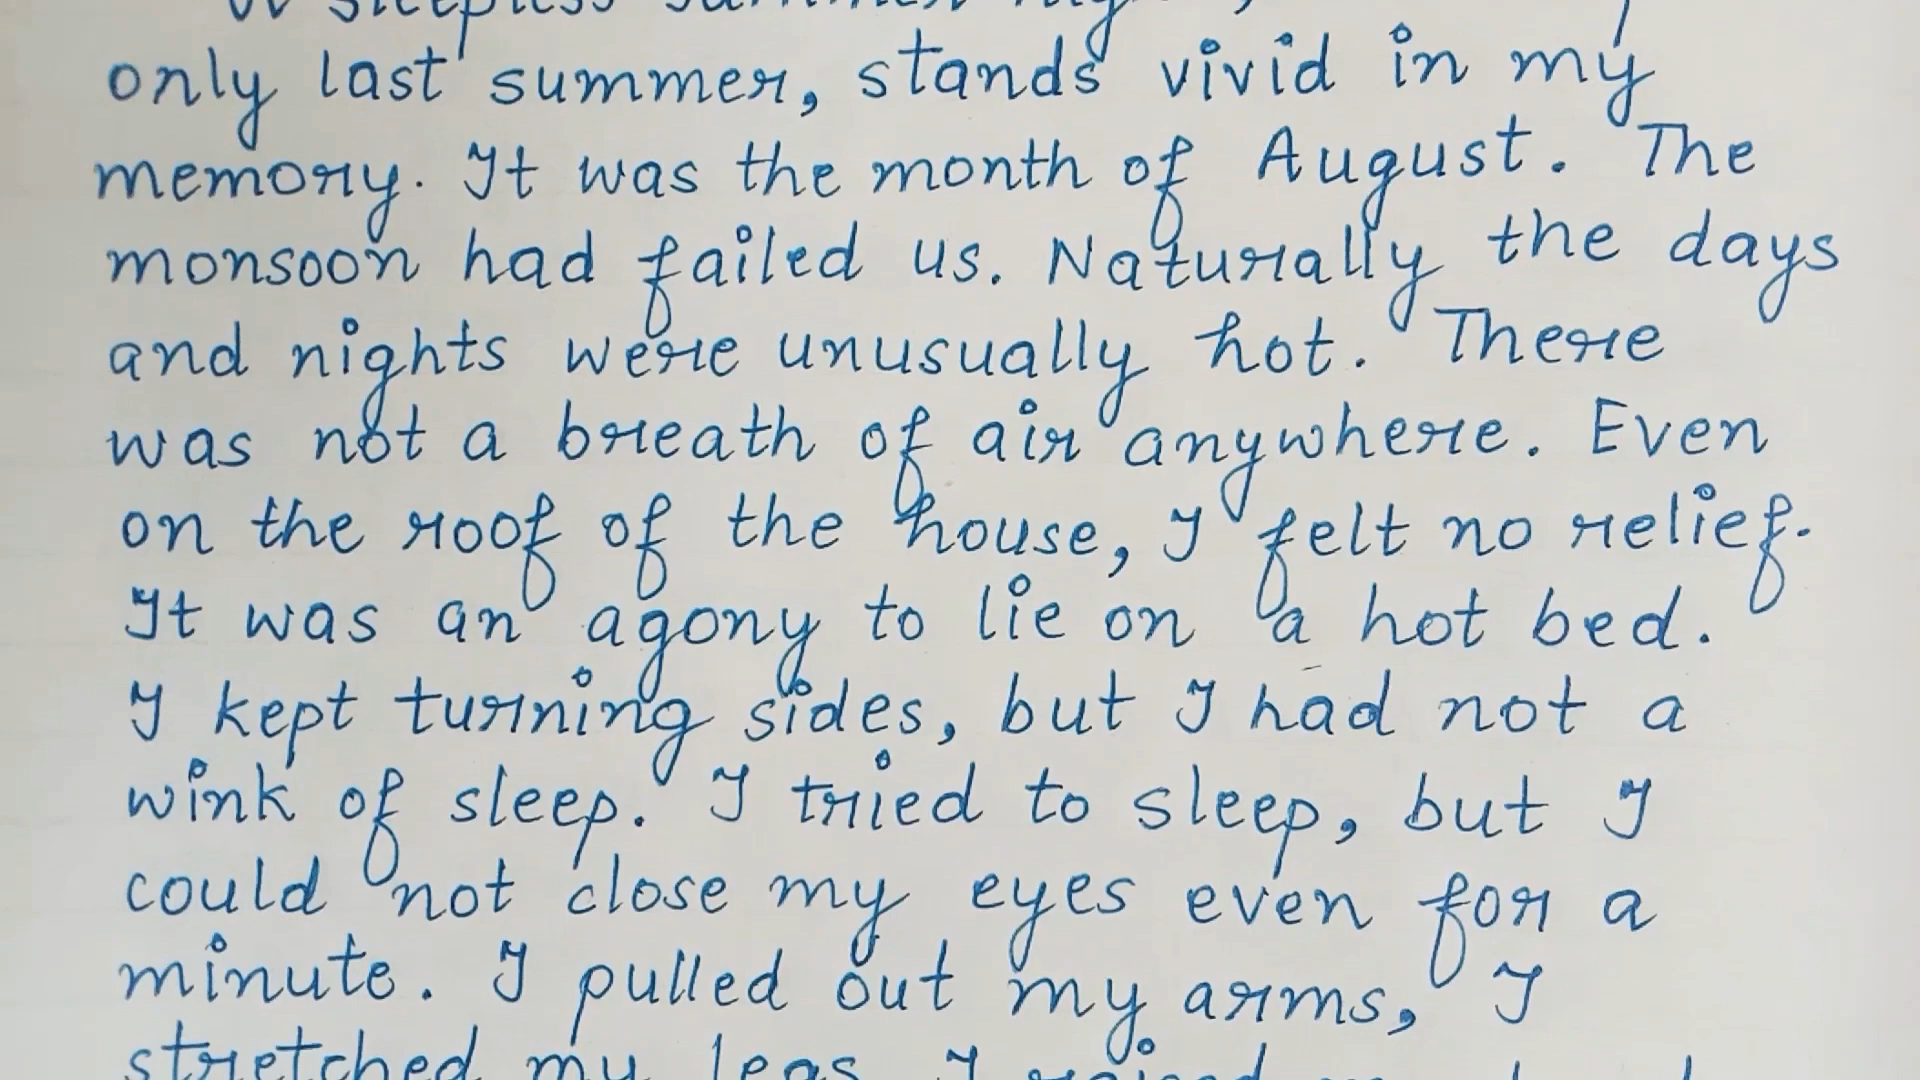 sleepless summer night,
only last summer, stands vivid in my
memory. It was the month of August. The
monsoon had failed us. Naturally the days
and nights were unusually hot. There
was not a breath of air anywhere. Even
on the roof of the house, I felt no relief.
It was an agony to lie on a hot bed.
I kept turning sides, but I had not a
wink of sleep. I tried to sleep, but I
could not close my eyes even for a
minute. I pulled out my arms, I
stretched my legs, I raised